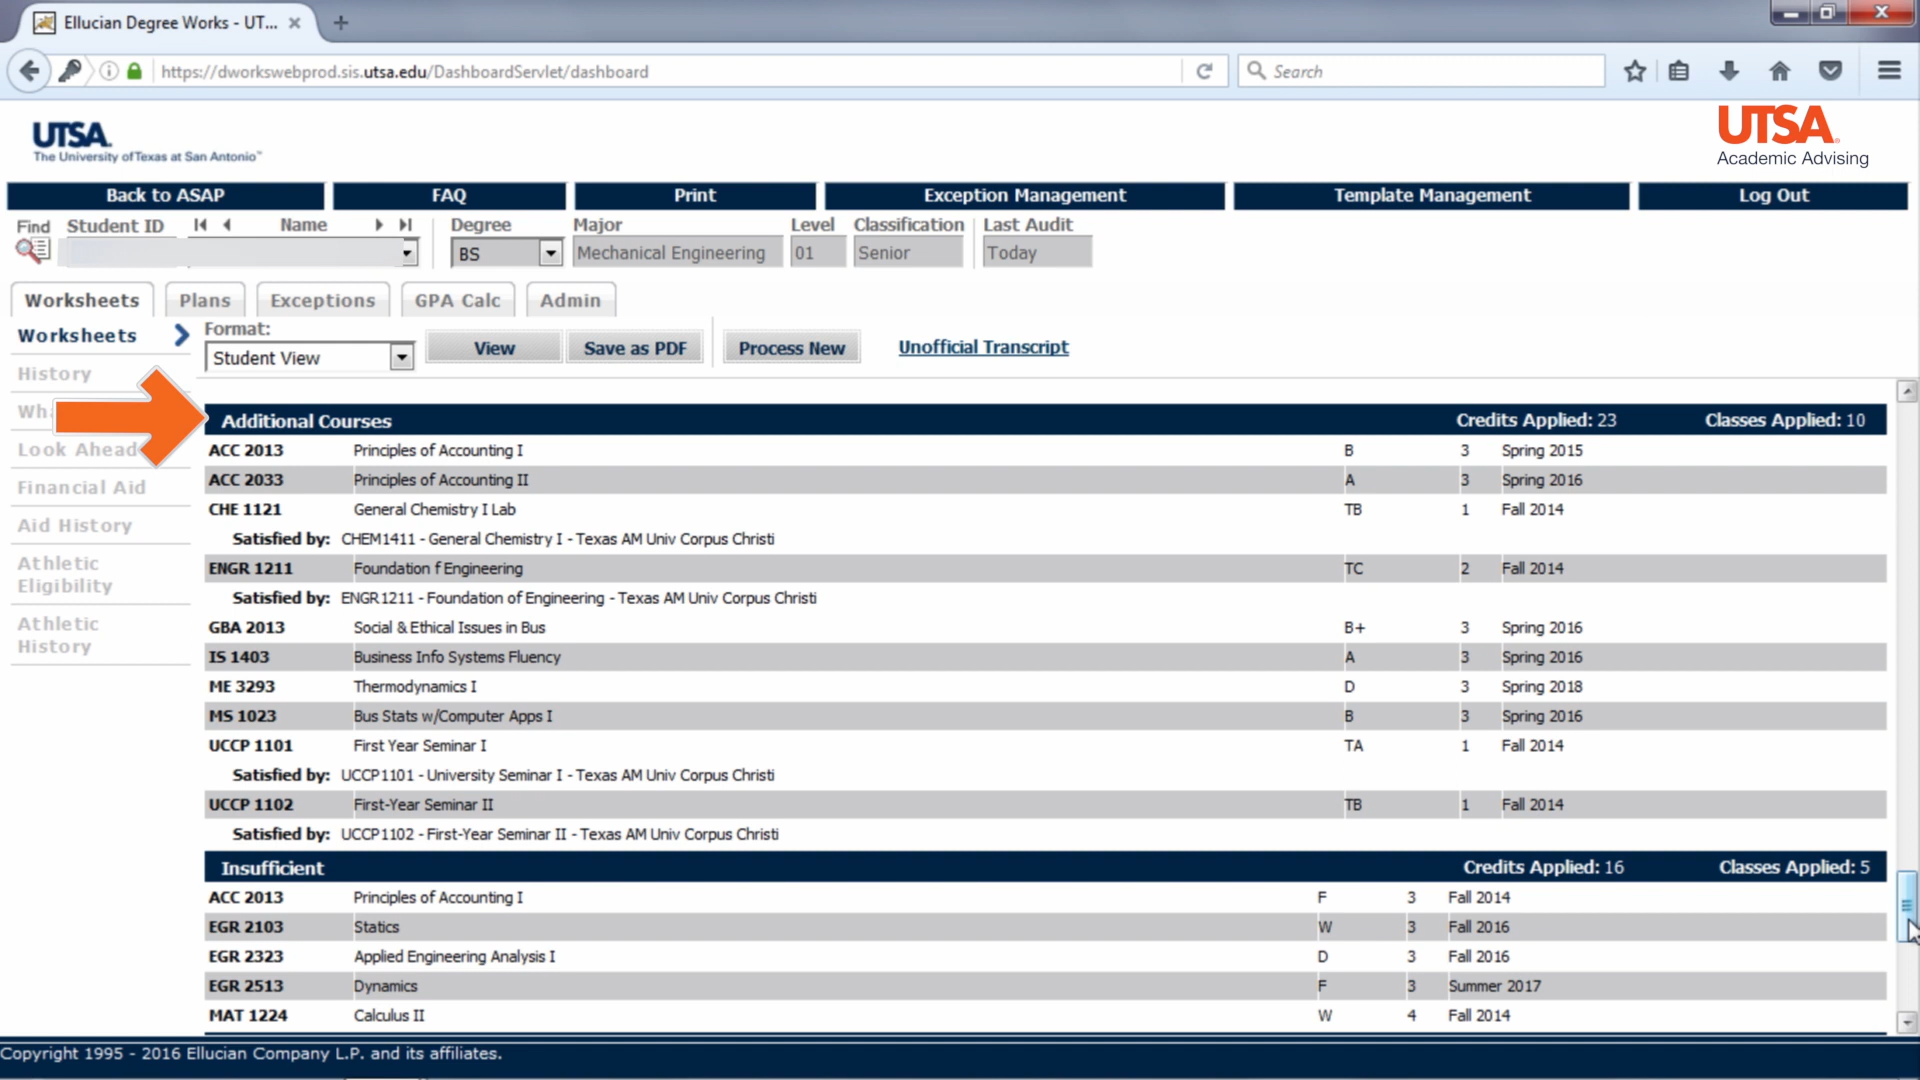 Ellucian Degree Works - UT...
https://dworkswebprod.sis.utsa.edu/DashboardServlet/dashboard
Search
UTSA.
The University of Texas at San Antonio™
UTSA
Academic Advising
Back to ASAP FAQ Print Exception Management Template Management Log Out
Find Student ID Name Degree Major Level Classification Last Audit
BS Mechanical Engineering 01 Senior Today
Worksheets Plans Exceptions GPA Calc Admin
Worksheets
History
Wh
Look Ahead
Financial Aid
Aid History
Athletic
Eligibility
Athletic
History
Format:
Student View View Save as PDF Process New Unofficial Transcript
Additional Courses Credits Applied: 23 Classes Applied: 10
ACC 2013 Principles of Accounting I B 3 Spring 2015
ACC 2033 Principles of Accounting II A 3 Spring 2016
CHE 1121 General Chemistry I Lab TB 1 Fall 2014
Satisfied by: CHEM1411 - General Chemistry I - Texas AM Univ Corpus Christi
ENGR 1211 Foundation f Engineering TC 2 Fall 2014
Satisfied by: ENGR1211 - Foundation of Engineering - Texas AM Univ Corpus Christi
GBA 2013 Social & Ethical Issues in Bus B+ 3 Spring 2016
IS 1403 Business Info Systems Fluency A 3 Spring 2016
ME 3293 Thermodynamics I D 3 Spring 2018
MS 1023 Bus Stats w/Computer Apps I B 3 Spring 2016
UCCP 1101 First Year Seminar I TA 1 Fall 2014
Satisfied by: UCCP1101 - University Seminar I - Texas AM Univ Corpus Christi
UCCP 1102 First-Year Seminar II TB 1 Fall 2014
Satisfied by: UCCP1102 - First-Year Seminar II - Texas AM Univ Corpus Christi
Insufficient Credits Applied: 16 Classes Applied: 5
ACC 2013 Principles of Accounting I F 3 Fall 2014
EGR 2103 Statics W 3 Fall 2016
EGR 2323 Applied Engineering Analysis I D 3 Fall 2016
EGR 2513 Dynamics F 3 Summer 2017
MAT 1224 Calculus II W 4 Fall 2014
Copyright 1995 - 2016 Ellucian Company L.P. and its affiliates.